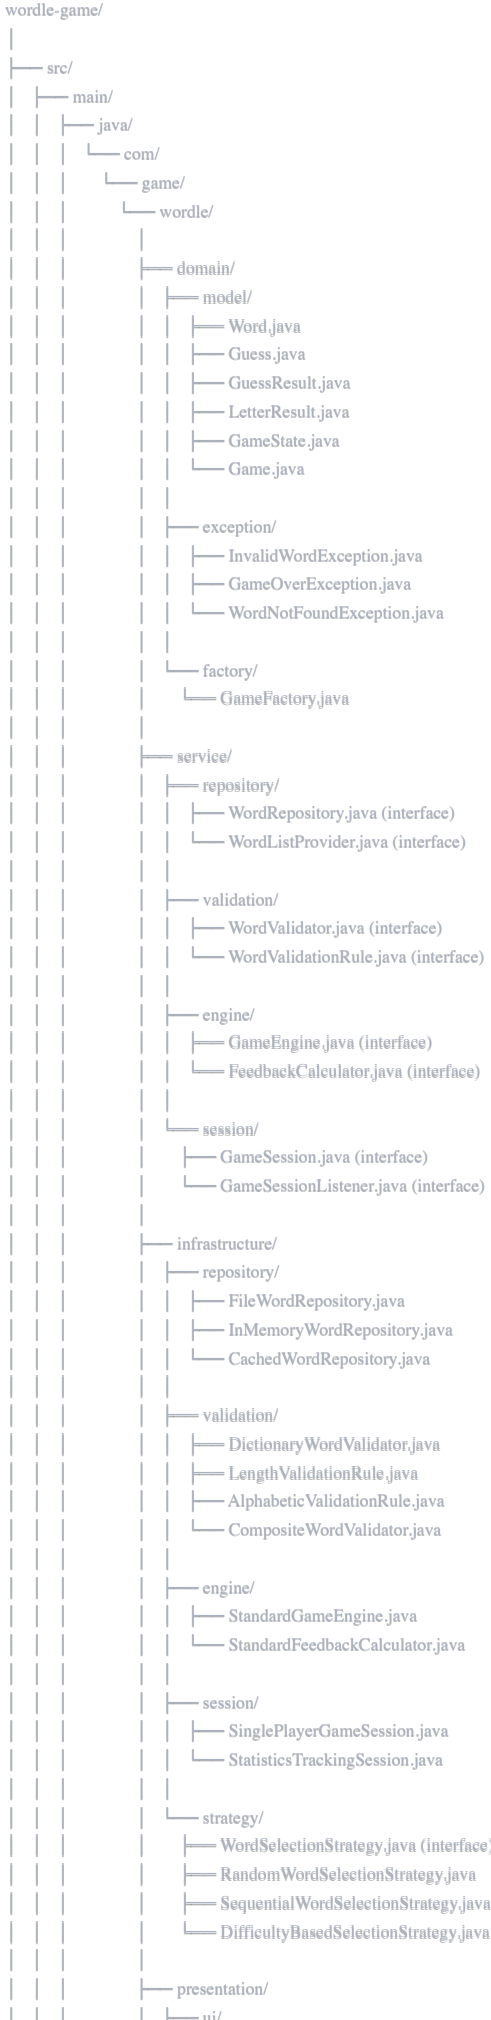 wordle-game/
src/
main/
java/
com/
game/
wordle/
domain/
model/
Word.java
Guess.java
GuessResult.java
LetterResult.java
GameState.java
Game.java
exception/
InvalidWordException.java
GameOverException.java
WordNotFoundException.java
factory/
GameFactory.java
service/
repository/
WordRepository.java (interface)
WordListProvider.java (interface)
validation/
WordValidator.java (interface)
WordValidationRule.java (interface)
engine/
GameEngine.java (interface)
FeedbackCalculator.java (interface)
session/
GameSession.java (interface)
GameSessionListener.java (interface)
infrastructure/
repository/
FileWordRepository.java
InMemoryWordRepository.java
CachedWordRepository.java
validation/
DictionaryWordValidator.java
LengthValidationRule.java
AlphabeticValidationRule.java
CompositeWordValidator.java
engine/
StandardGameEngine.java
StandardFeedbackCalculator.java
session/
SinglePlayerGameSession.java
StatisticsTrackingSession.java
strategy/
WordSelectionStrategy.java (interface)
RandomWordSelectionStrategy.java
SequentialWordSelectionStrategy.java
DifficultyBasedSelectionStrategy.java
presentation/
ui/